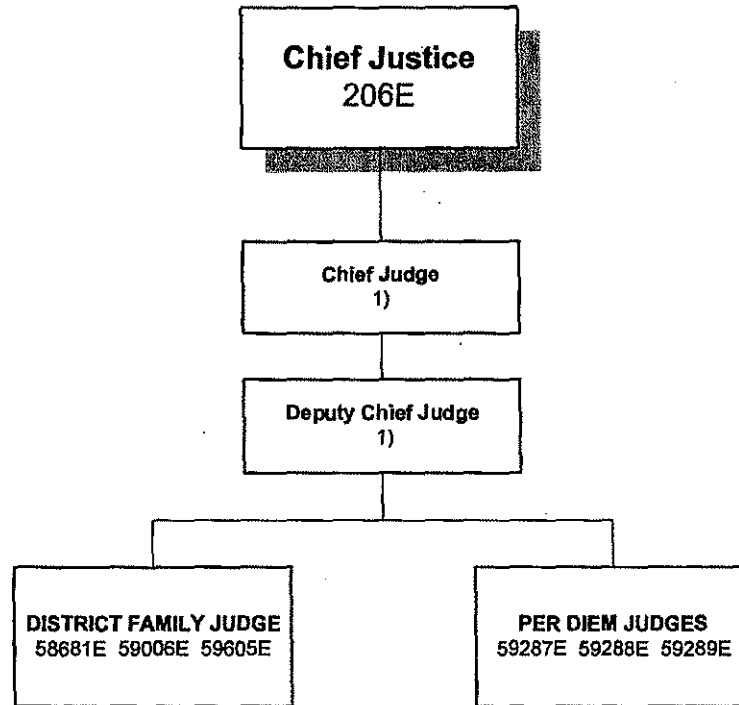 Chief Justice
206E
Chief Judge
1)
Deputy Chief Judge
1)
DISTRICT FAMILY JUDGE
58681E 59006E 59605E
PER DIEM JUDGES
59287E 59288E 59289E